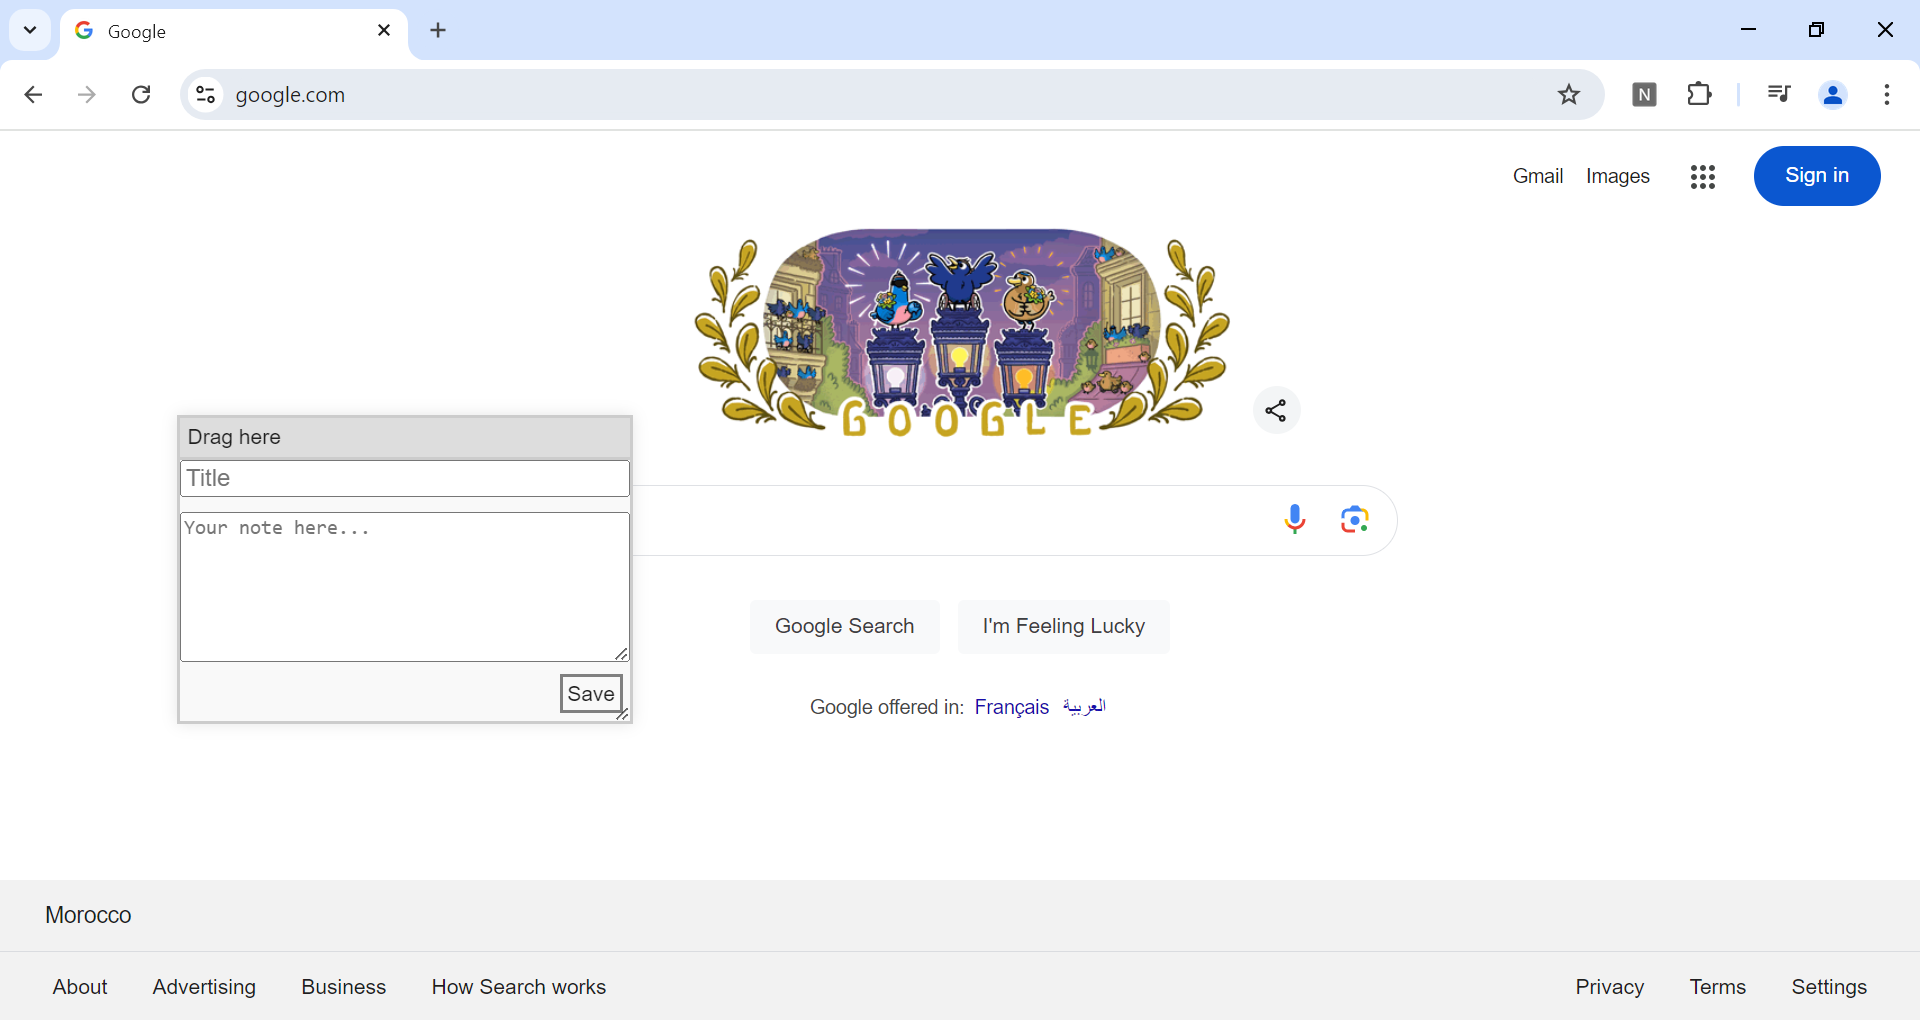 Google
google.com
N
Gmail Images
Sign in
GOOGLE
Drag here
Title
Your note here...
Save
Google Search I'm Feeling Lucky
Google offered in: Français العربية
Morocco
About Advertising Business How Search works Privacy Terms Settings